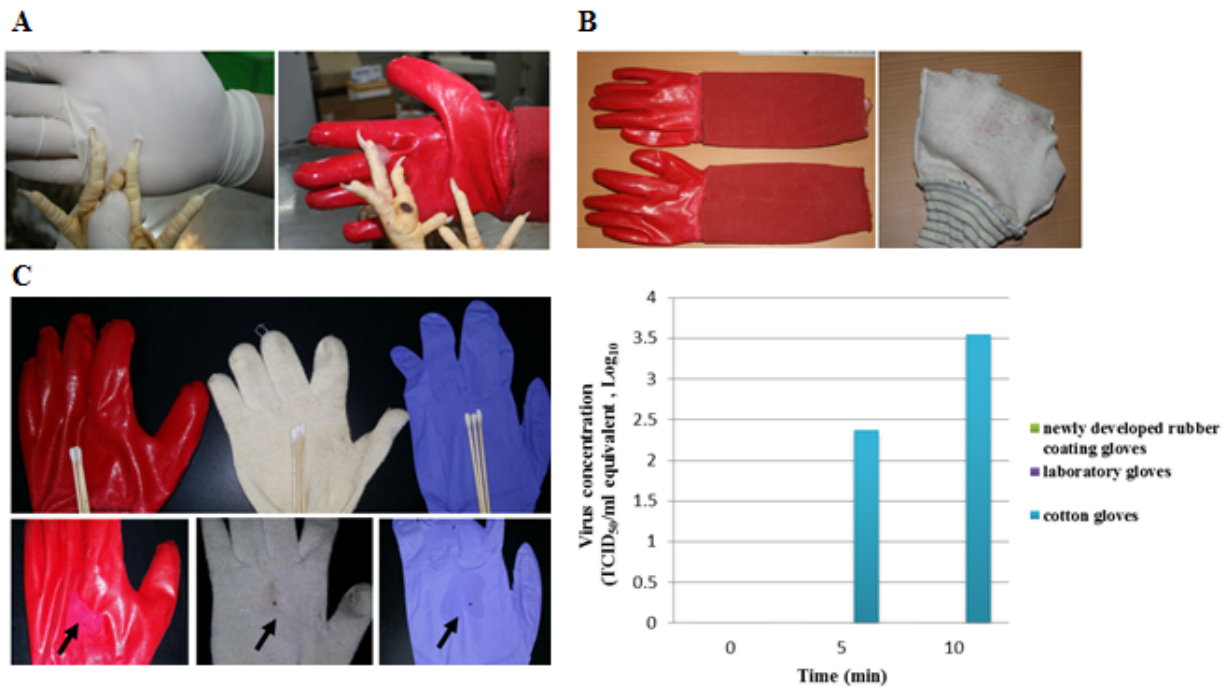 A
B
C
4
3.5
3
2.5
2
1.5
1
0.5
0
Virus concentration
(TCID50/ml equivalent , Log10
0
5
10
Time (min)
newly developed rubber
coating gloves
laboratory gloves
cotton gloves